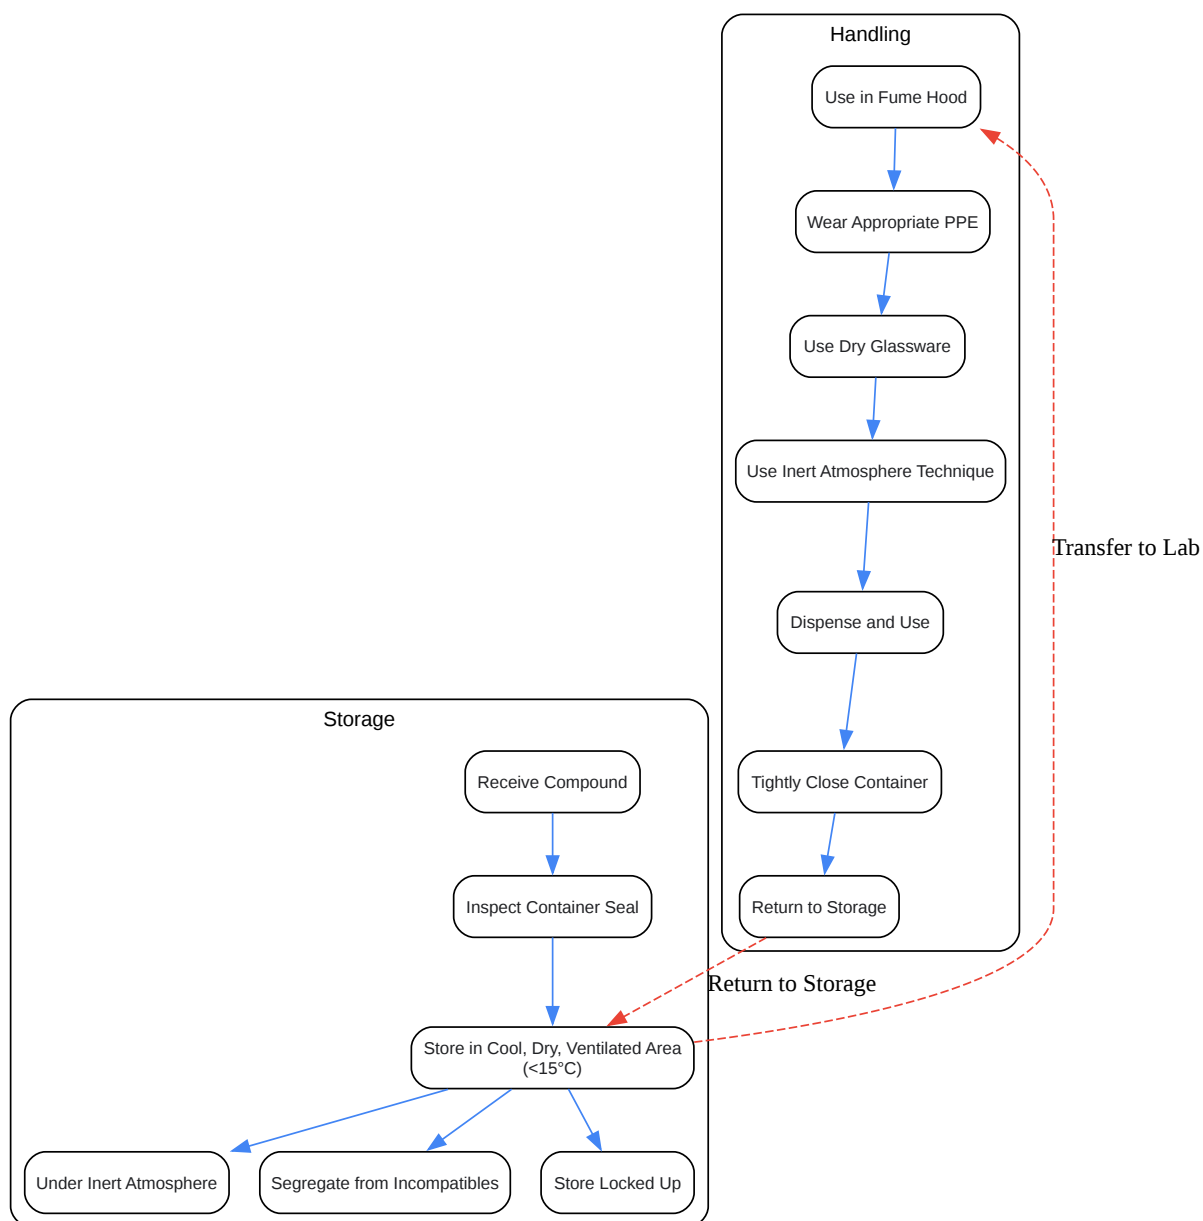 Handling
Use in Fume Hood
Wear Appropriate PPE
Use Dry Glassware
Use Inert Atmosphere Technique
Transfer to Lab
Dispense and Use
Tightly Close Container
Return to Storage
Return to Storage
Storage
Receive Compound
Inspect Container Seal
Store in Cool, Dry, Ventilated Area
(<15°C)
Under Inert Atmosphere
Segregate from Incompatibles
Store Locked Up